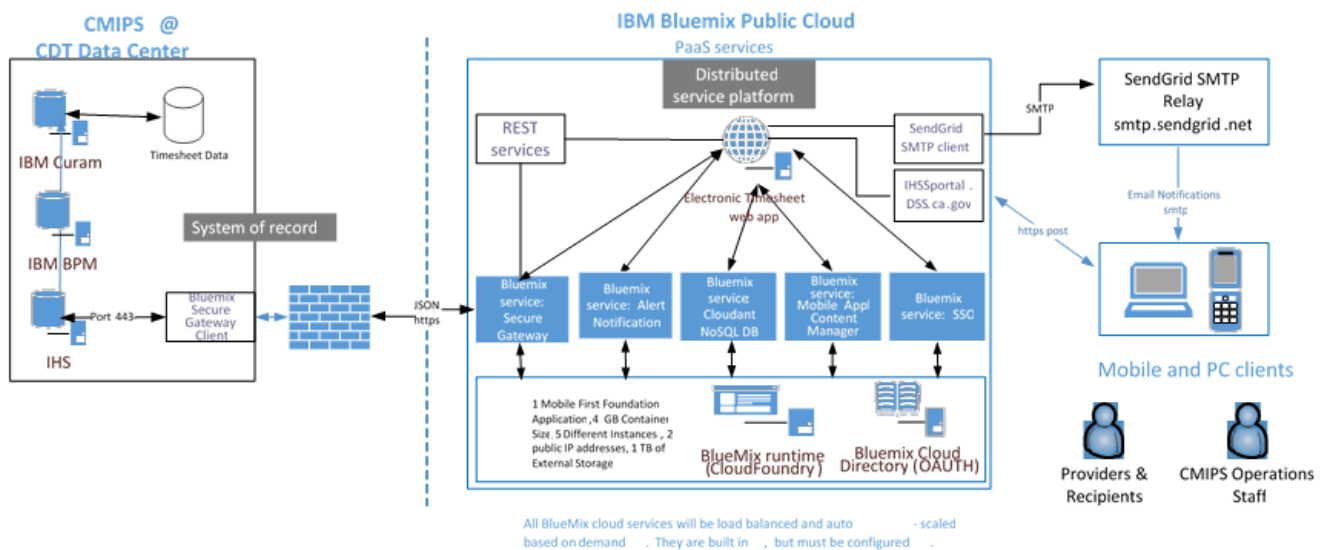 CMIPS @
CDT Data Center
IBM Curam
Timesheet Data
IBM BPM
System of record
IHS
Port 443
Bluemix
Secure
Gateway
Client
JSON
https
IBM Bluemix Public Cloud
PaaS services
Distributed
service platform
REST
services
SendGrid
SMTP client
IHSSportal .
DSS.ca.gov
Electronic Timesheet
web app
Bluemix
service:
Secure
Gateway
Bluemix
service: Alert
Notification
Bluemix
service:
Cloudant
NoSQL DB
Bluemix
service:
Mobile Appl
Content
Manager
Bluemix
service: SSO
1 Mobile First Foundation
Application ,4 GB Container
Size, 5 Different Instances , 2
public IP addresses, 1 TB of
External Storage
BlueMix runtime
(CloudFoundry )
Bluemix Cloud
Directory (OAUTH)
All BlueMix cloud services will be load balanced and auto - scaled
based on demand . They are built in , but must be configured .
SMTP
SendGrid SMTP
Relay
smtp.sendgrid .net
Email Notifications
smtp
https post
Mobile and PC clients
Providers &
Recipients
CMIPS Operations
Staff